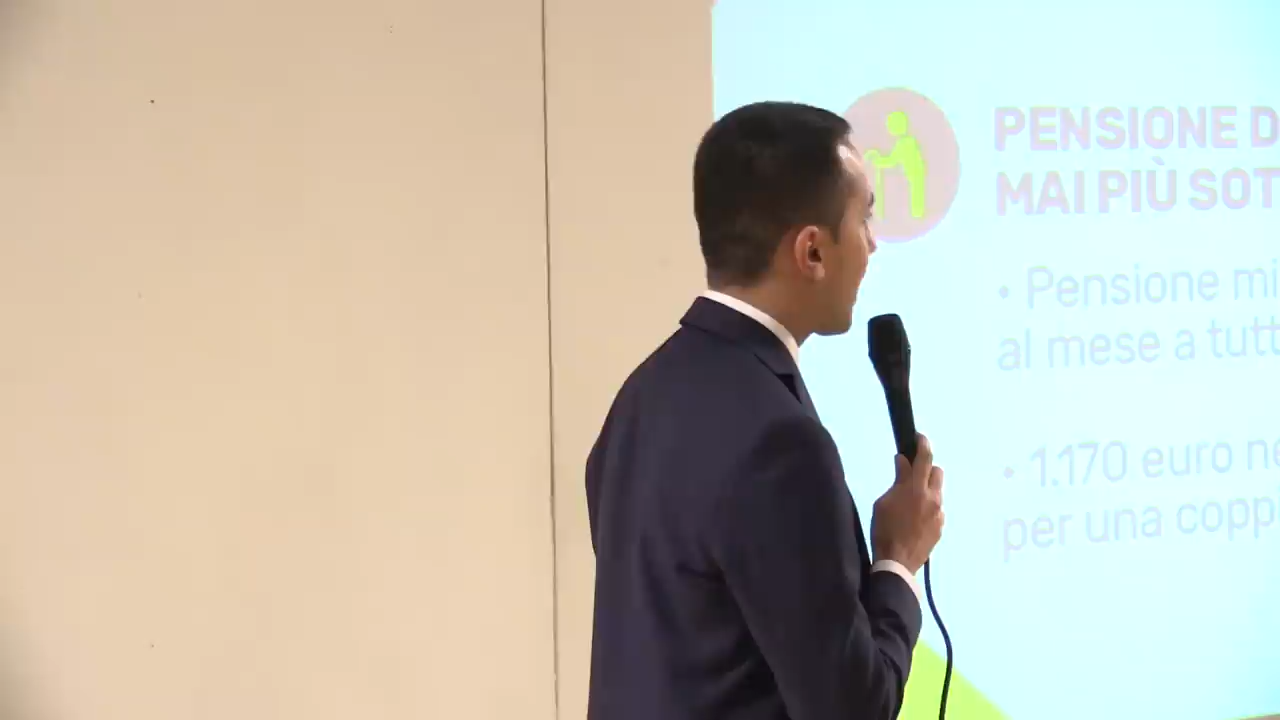 PENSIONE D
MAI PIÙ SOT
• Pensione mi
al mese a tutt
• 1.170 euro ne
per una copp